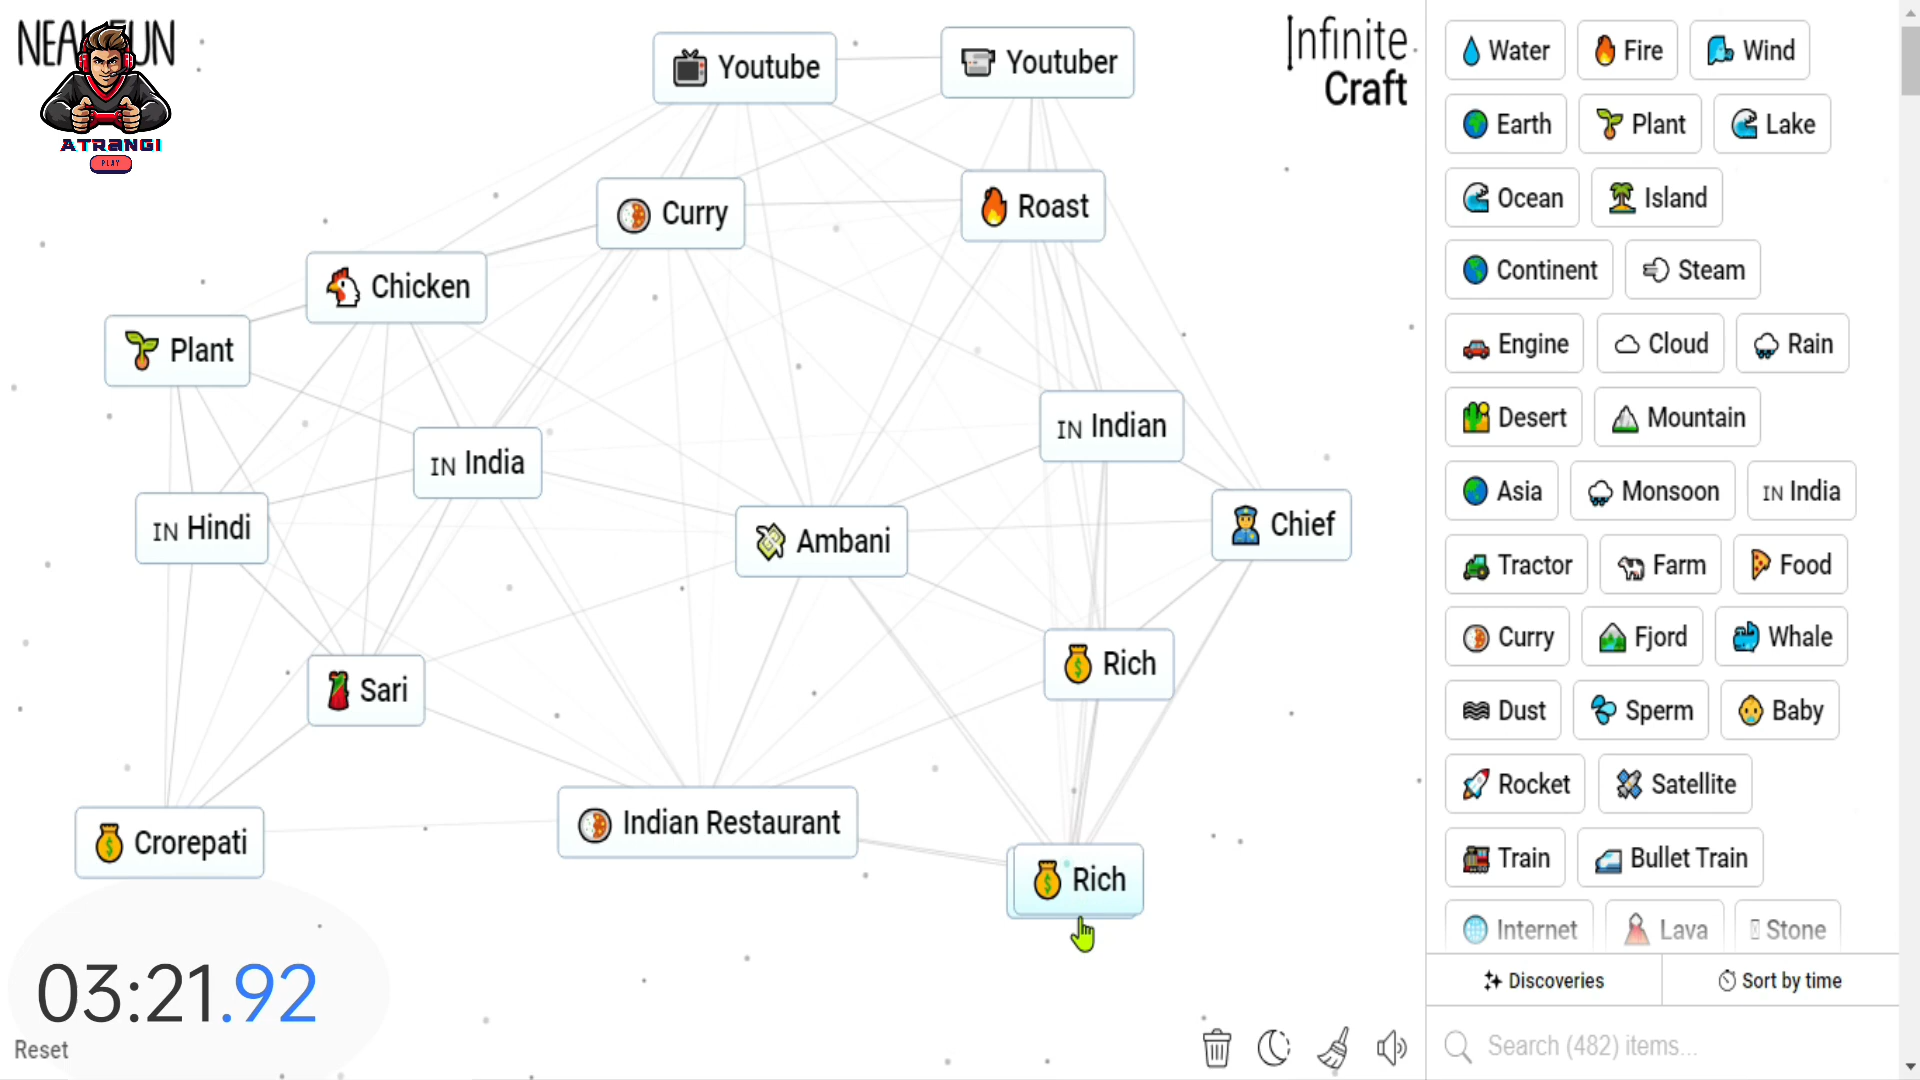 NEAL.FUN
ATRANGI
PLAY
Infinite
Craft
Youtube
Youtuber
Curry
Roast
Chicken
Plant
IN India
IN Indian
IN Hindi
Ambani
Chief
Rich
Sari
Crorepati
Indian Restaurant
Rich
03:21.92
Reset
Water Fire Wind
Earth Plant Lake
Ocean Island
Continent Steam
Engine Cloud Rain
Desert Mountain
Asia Monsoon IN India
Tractor Farm Food
Curry Fjord Whale
Dust Sperm Baby
Rocket Satellite
Train Bullet Train
Internet Lava Stone
Discoveries Sort by time
Search (482) items...